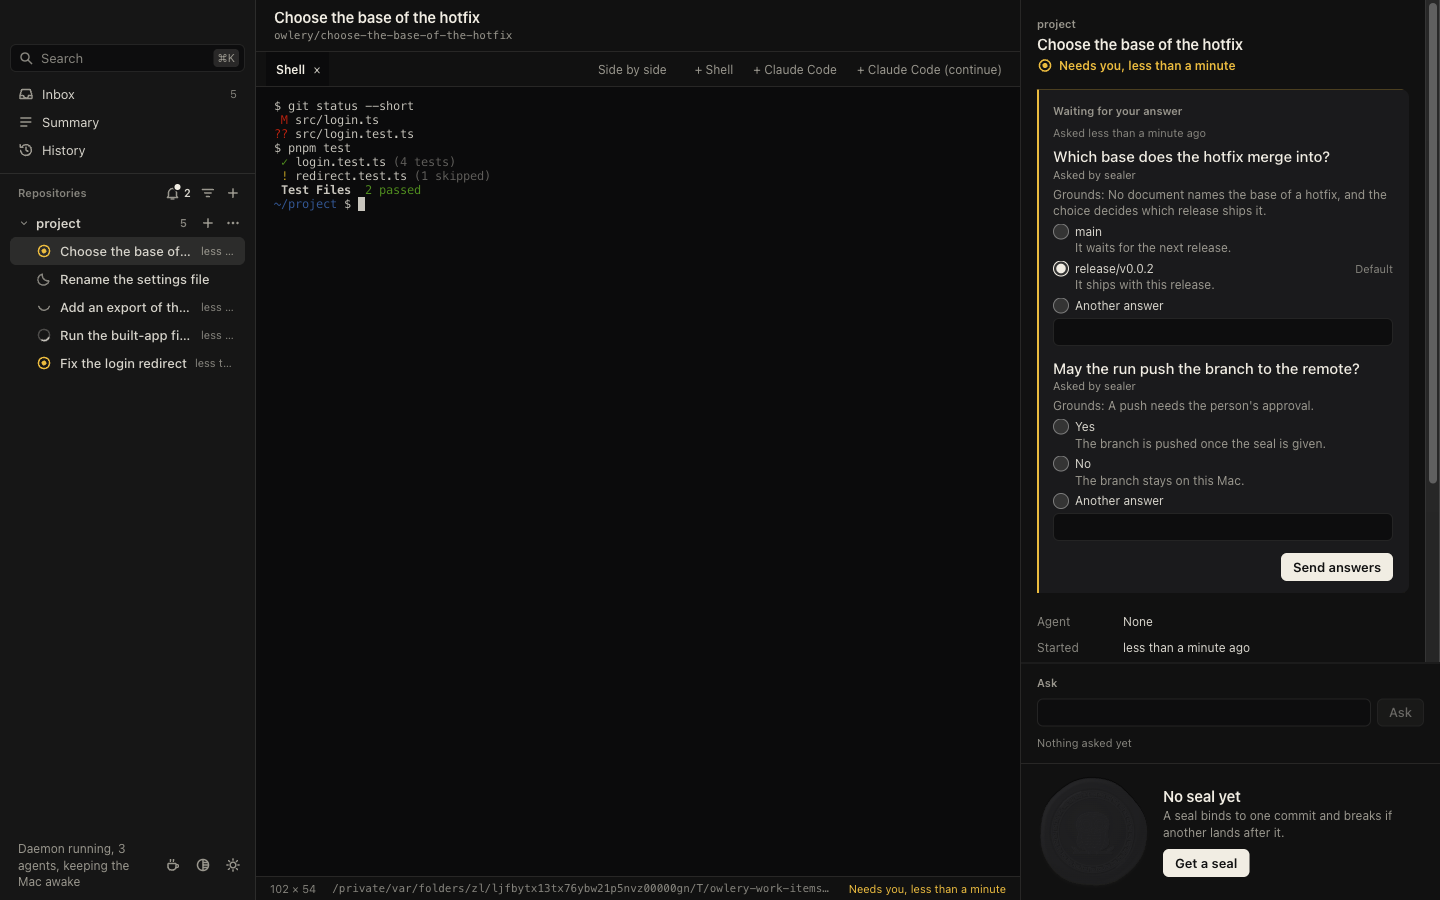 Search ⌘K
Inbox 5
Summary
History
Repositories 2
project 5
Choose the base of... less ...
Rename the settings file
Add an export of th... less ...
Run the built-app fi... less ...
Fix the login redirect less t...
Daemon running, 3
agents, keeping the
Mac awake
Choose the base of the hotfix
owlery/choose-the-base-of-the-hotfix
Shell × Side by side + Shell + Claude Code + Claude Code (continue)
$ git status --short
M src/login.ts
?? src/login.test.ts
$ pnpm test
✓ login.test.ts (4 tests)
! redirect.test.ts (1 skipped)
Test Files 2 passed
~/project $
102 × 54 /private/var/folders/zl/ljfbytx13tx76ybw21p5nvz00000gn/T/owlery-work-items… Needs you, less than a minute
project
Choose the base of the hotfix
Needs you, less than a minute
Waiting for your answer
Asked less than a minute ago
Which base does the hotfix merge into?
Asked by sealer
Grounds: No document names the base of a hotfix, and the
choice decides which release ships it.
main
It waits for the next release.
release/v0.0.2 Default
It ships with this release.
Another answer
May the run push the branch to the remote?
Asked by sealer
Grounds: A push needs the person's approval.
Yes
The branch is pushed once the seal is given.
No
The branch stays on this Mac.
Another answer
Send answers
Agent None
Started less than a minute ago
Ask
Ask
Nothing asked yet
No seal yet
A seal binds to one commit and breaks if
another lands after it.
Get a seal